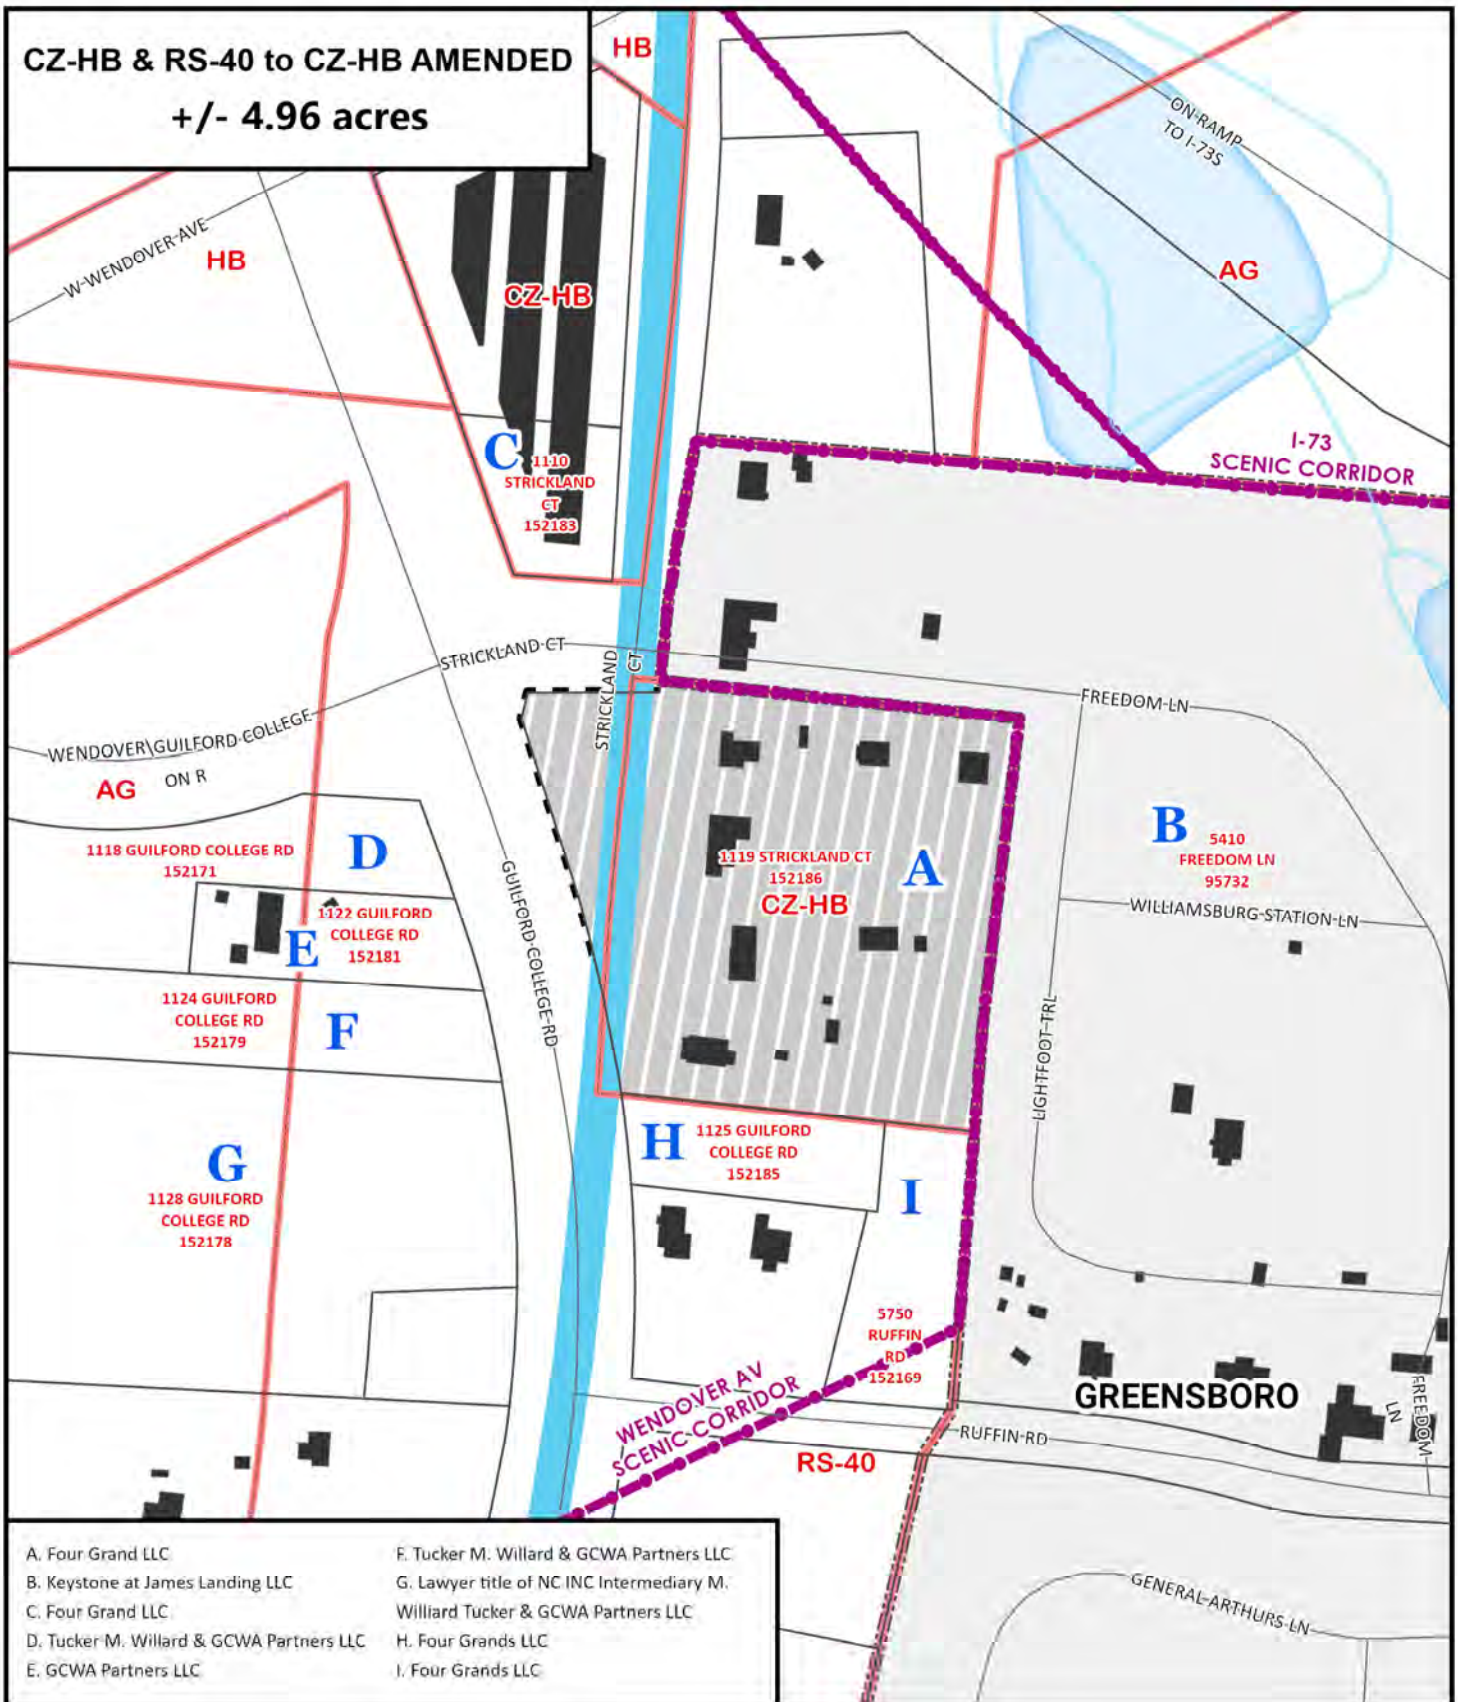 CZ-HB & RS-40 to CZ-HB AMENDED
+/- 4.96 acres
HB
ON RAMP
TO I-73S
W WENDOVER AVE
HB
CZ-HB
AG
I-73
SCENIC CORRIDOR
C
1110
STRICKLAND
CT
152183
STRICKLAND CT
STRICKLAND
CT
FREEDOM LN
WENDOVER\GUILFORD COLLEGE
ON R
AG
1118 GUILFORD COLLEGE RD
152171
D
GUILFORD COLLEGE RD
1119 STRICKLAND CT
152186
CZ-HB
A
B
5410
FREEDOM LN
95732
WILLIAMSBURG STATION LN
1122 GUILFORD
COLLEGE RD
152181
E
1124 GUILFORD
COLLEGE RD
152179
F
LIGHTFOOT TRL
G
1128 GUILFORD
COLLEGE RD
152178
H
1125 GUILFORD
COLLEGE RD
152185
I
5750
RUFFIN
RD
152169
WENDOVER AV
SCENIC CORRIDOR
GREENSBORO
FREEDOM
LN
RUFFIN RD
RS-40
GENERAL ARTHURS LN
A. Four Grand LLC
B. Keystone at James Landing LLC
C. Four Grand LLC
D. Tucker M. Willard & GCWA Partners LLC
E. GCWA Partners LLC
F. Tucker M. Willard & GCWA Partners LLC
G. Lawyer title of NC INC Intermediary M.
Williard Tucker & GCWA Partners LLC
H. Four Grands LLC
I. Four Grands LLC